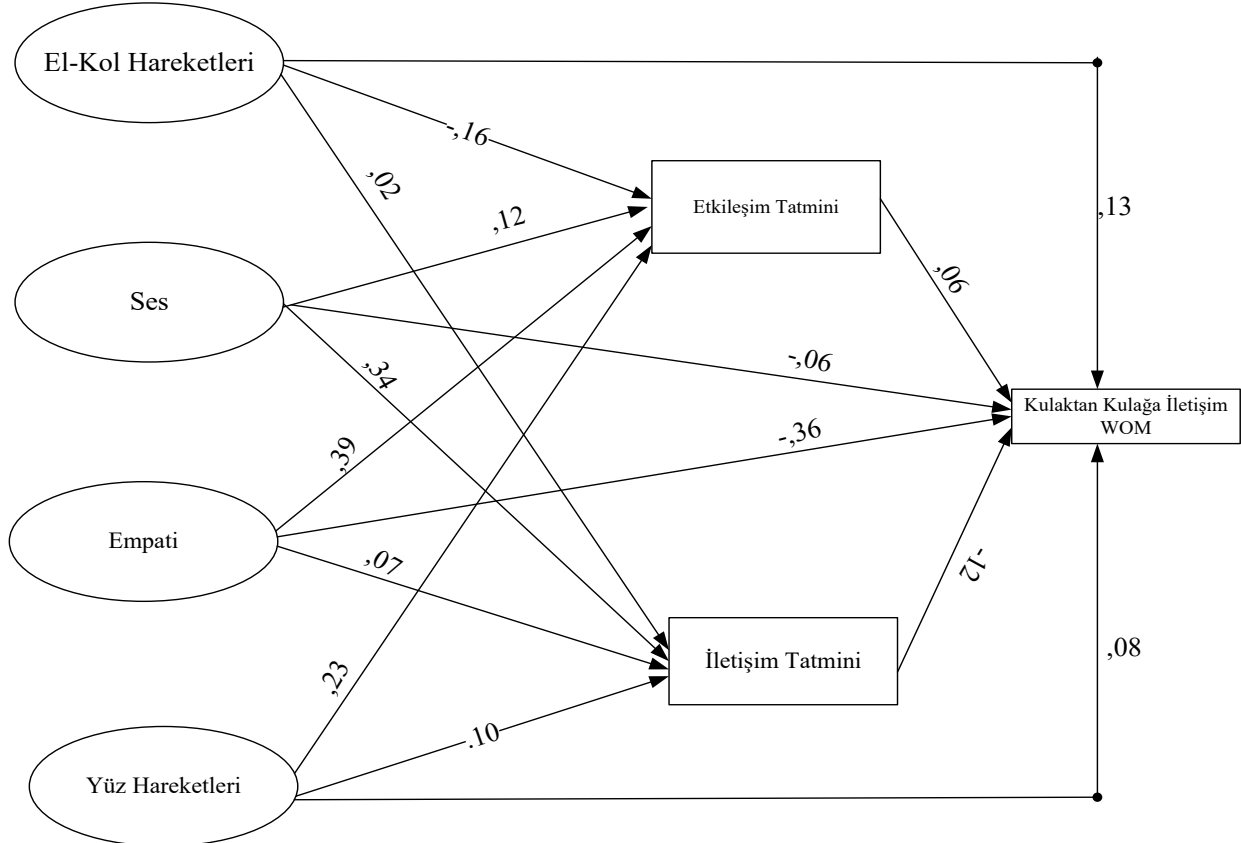 El-Kol Hareketleri
-,16
,02
Etkileşim Tatmini
,12
,13
,06
Ses
-,06
,34
Kulaktan Kulağa İletişim
WOM
-,36
,39
Empati
,07
-12
İletişim Tatmini
,08
,23
.10
Yüz Hareketleri